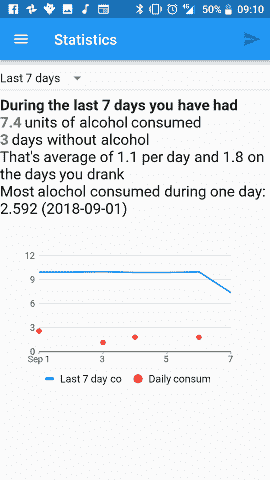 50% 09:10
Statistics
Last 7 days
During the last 7 days you have had
7.4 units of alcohol consumed
3 days without alcohol
That's average of 1.1 per day and 1.8 on
the days you drank
Most alochol consumed during one day:
2.592 (2018-09-01)
12
9
6
3
0
Sep 1 3 5 7
Last 7 day co Daily consum